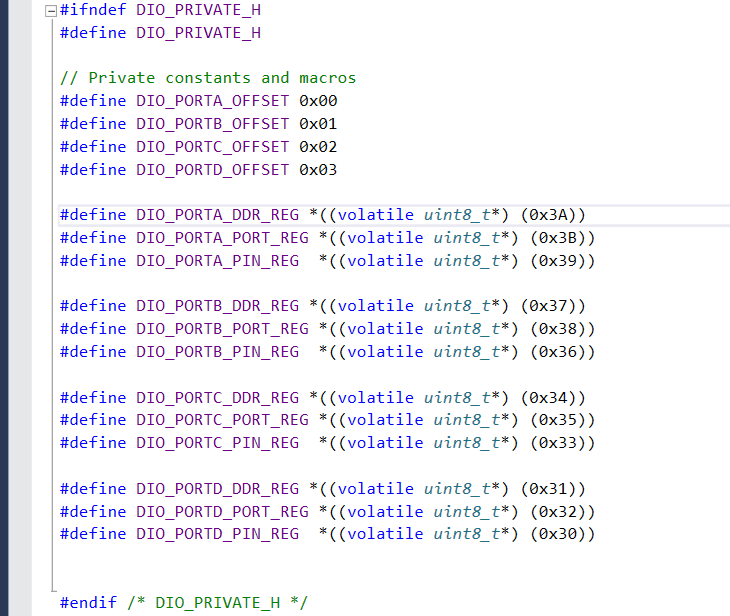 #ifndef DIO_PRIVATE_H
#define DIO_PRIVATE_H
// Private constants and macros
#define DIO_PORTA_OFFSET 0x00
#define DIO_PORTB_OFFSET 0x01
#define DIO_PORTC_OFFSET 0x02
#define DIO_PORTD_OFFSET 0x03
#define DIO_PORTA_DDR_REG *((volatile uint8_t*) (0x3A))
#define DIO_PORTA_PORT_REG *((volatile uint8_t*) (0x3B))
#define DIO_PORTA_PIN_REG  *((volatile uint8_t*) (0x39))
#define DIO_PORTB_DDR_REG *((volatile uint8_t*) (0x37))
#define DIO_PORTB_PORT_REG *((volatile uint8_t*) (0x38))
#define DIO_PORTB_PIN_REG  *((volatile uint8_t*) (0x36))
#define DIO_PORTC_DDR_REG *((volatile uint8_t*) (0x34))
#define DIO_PORTC_PORT_REG *((volatile uint8_t*) (0x35))
#define DIO_PORTC_PIN_REG  *((volatile uint8_t*) (0x33))
#define DIO_PORTD_DDR_REG *((volatile uint8_t*) (0x31))
#define DIO_PORTD_PORT_REG *((volatile uint8_t*) (0x32))
#define DIO_PORTD_PIN_REG  *((volatile uint8_t*) (0x30))
#endif /* DIO_PRIVATE_H */